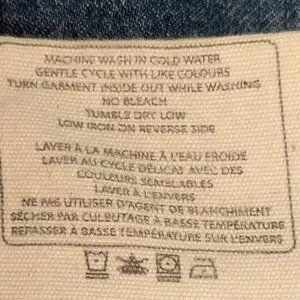 MACHINE WASH IN COLD WATER
GENTLE CYCLE WITH LIKE COLOURS
TURN GARMENT INSIDE OUT WHILE WASHING
NO BLEACH
TUMBLE DRY LOW
LOW IRON ON REVERSE SIDE
LAVER A LA MACHINE À L'EAU FROIDE
LAVER AU CYCLE DÉLICAT AVEC DES
COULEURS SEMBLABLES
LAVER À L'ENVERS
NE PAS UTILISER D'AGENT DE BLANCHIMENT
SÉCHER PAR CULBUTAGE À BASSE TEMPÉRATURE
REPASSER À BASSE TEMPÉRATURE SUR L'ENVERS